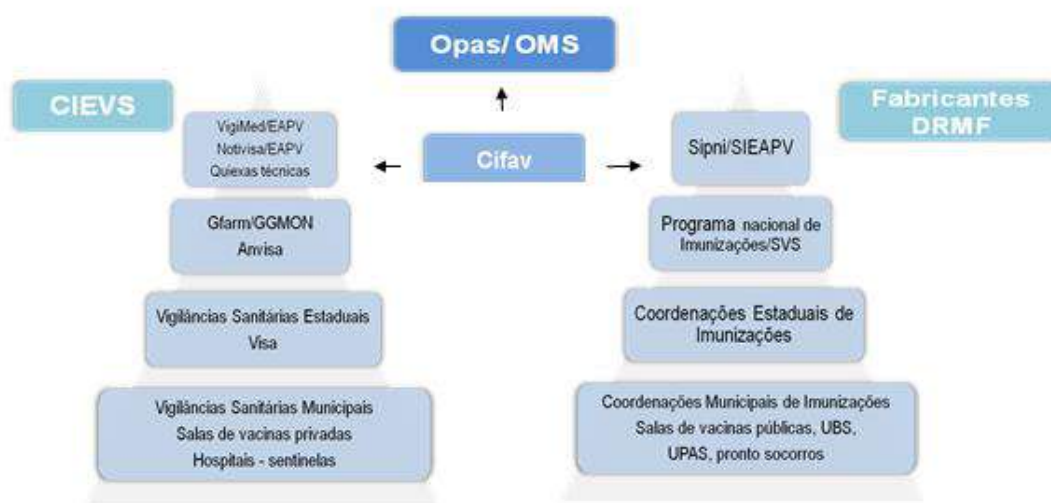 Opas/ OMS
CIEVS
Fabricantes
DRMF
VigiMed/EAPV
Notivisa/EAPV
Quiexas técnicas
Cifav
Sipni/SIEAPV
Gfarm/GGMON
Anvisa
Programa nacional de
Imunizações/SVS
Vigilâncias Sanitárias Estaduais
Visa
Coordenações Estaduais de
Imunizações
Vigilâncias Sanitárias Municipais
Salas de vacinas privadas
Hospitais - sentinelas
Coordenações Municipais de Imunizações
Salas de vacinas públicas, UBS,
UPAS, pronto socorros